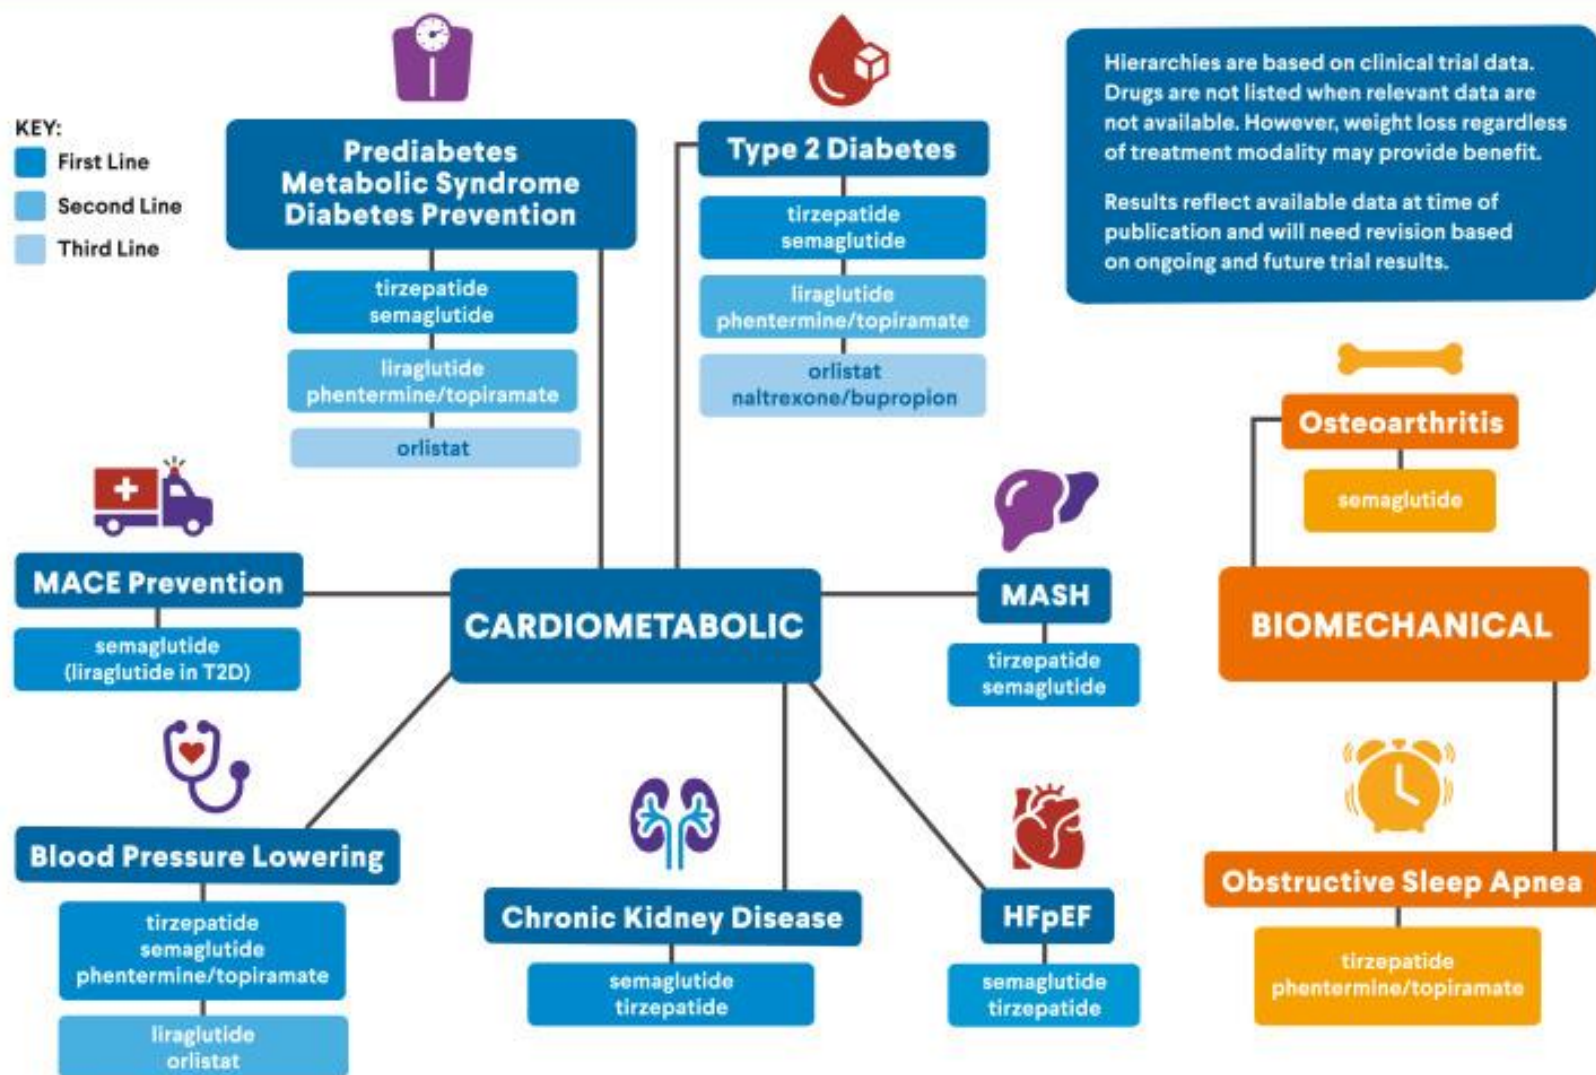 KEY:
First Line
Second Line
Third Line
Prediabetes
Metabolic Syndrome
Diabetes Prevention
tirzepatide
semaglutide
liraglutide
phentermine/topiramate
orlistat
Type 2 Diabetes
tirzepatide
semaglutide
liraglutide
phentermine/topiramate
orlistat
naltrexone/bupropion
Hierarchies are based on clinical trial data.
Drugs are not listed when relevant data are
not available. However, weight loss regardless
of treatment modality may provide benefit.
Results reflect available data at time of
publication and will need revision based
on ongoing and future trial results.
MACE Prevention
semaglutide
(liraglutide in T2D)
CARDIOMETABOLIC
MASH
tirzepatide
semaglutide
Osteoarthritis
semaglutide
BIOMECHANICAL
Blood Pressure Lowering
tirzepatide
semaglutide
phentermine/topiramate
liraglutide
orlistat
Chronic Kidney Disease
semaglutide
tirzepatide
HFpEF
semaglutide
tirzepatide
Obstructive Sleep Apnea
tirzepatide
phentermine/topiramate